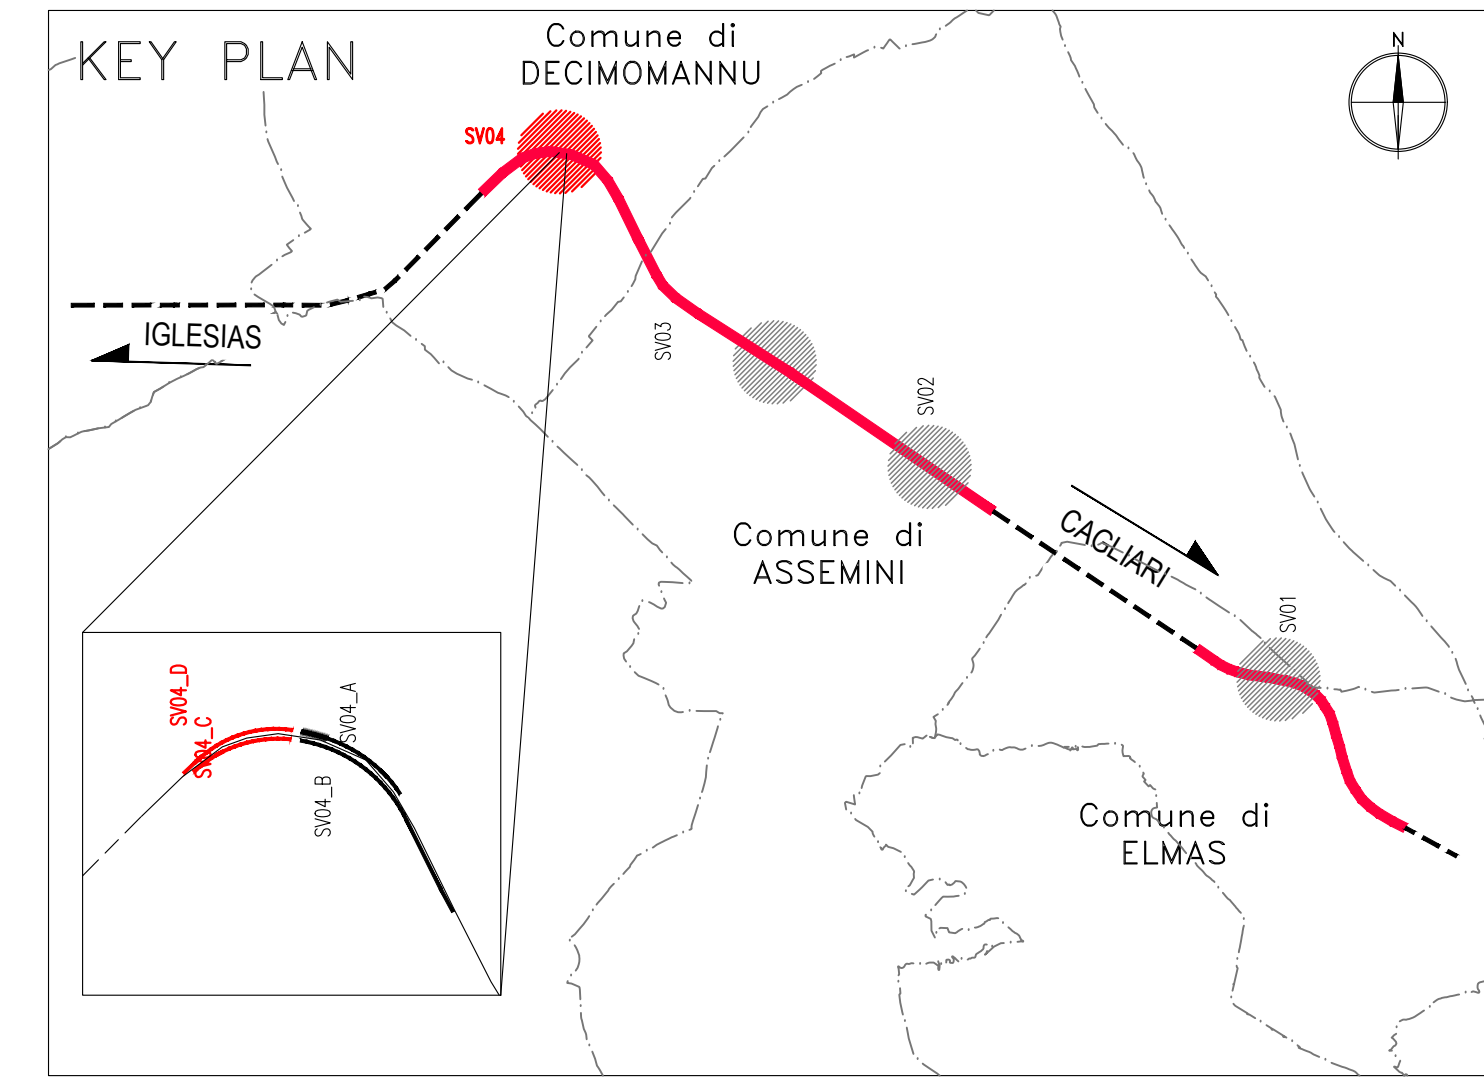 KEY PLAN
Comune di
DECIMOMANNU
N
SV04
IGLESIAS
SV03
SV02
Comune di
ASSEMINI
CAGLIARI
SV01
SV04_D
SV04_C
SV04_A
SV04_B
Comune di
ELMAS